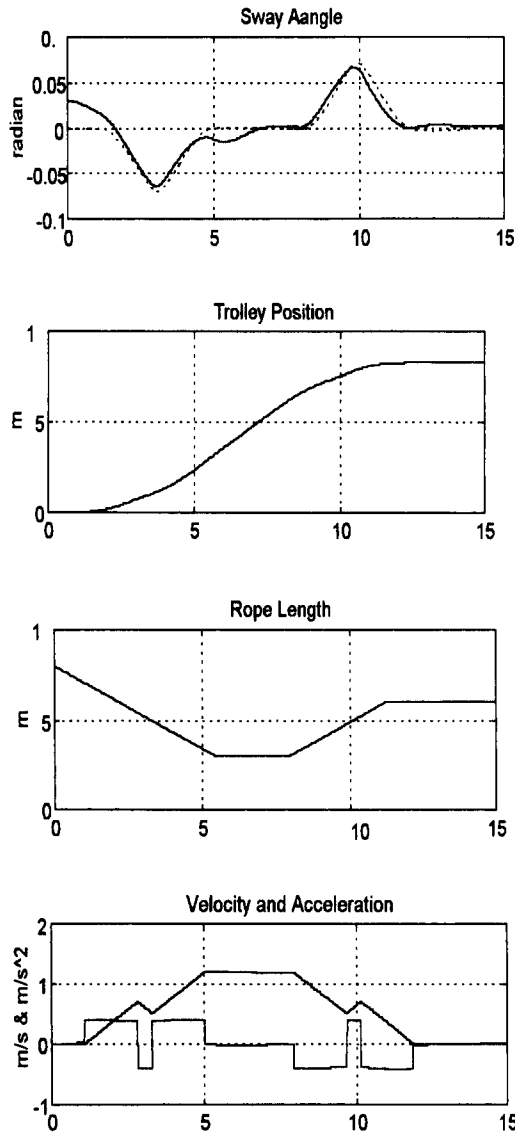 Sway Aangle
0.
0.05
0
-0.05
-0.1
radian
0 5 10 15
Trolley Position
1
5
0
m
0 5 10 15
Rope Length
1
5
0
m
0 5 10 15
Velocity and Acceleration
2
1
0
-1
m/s & m/s^2
0 5 10 15